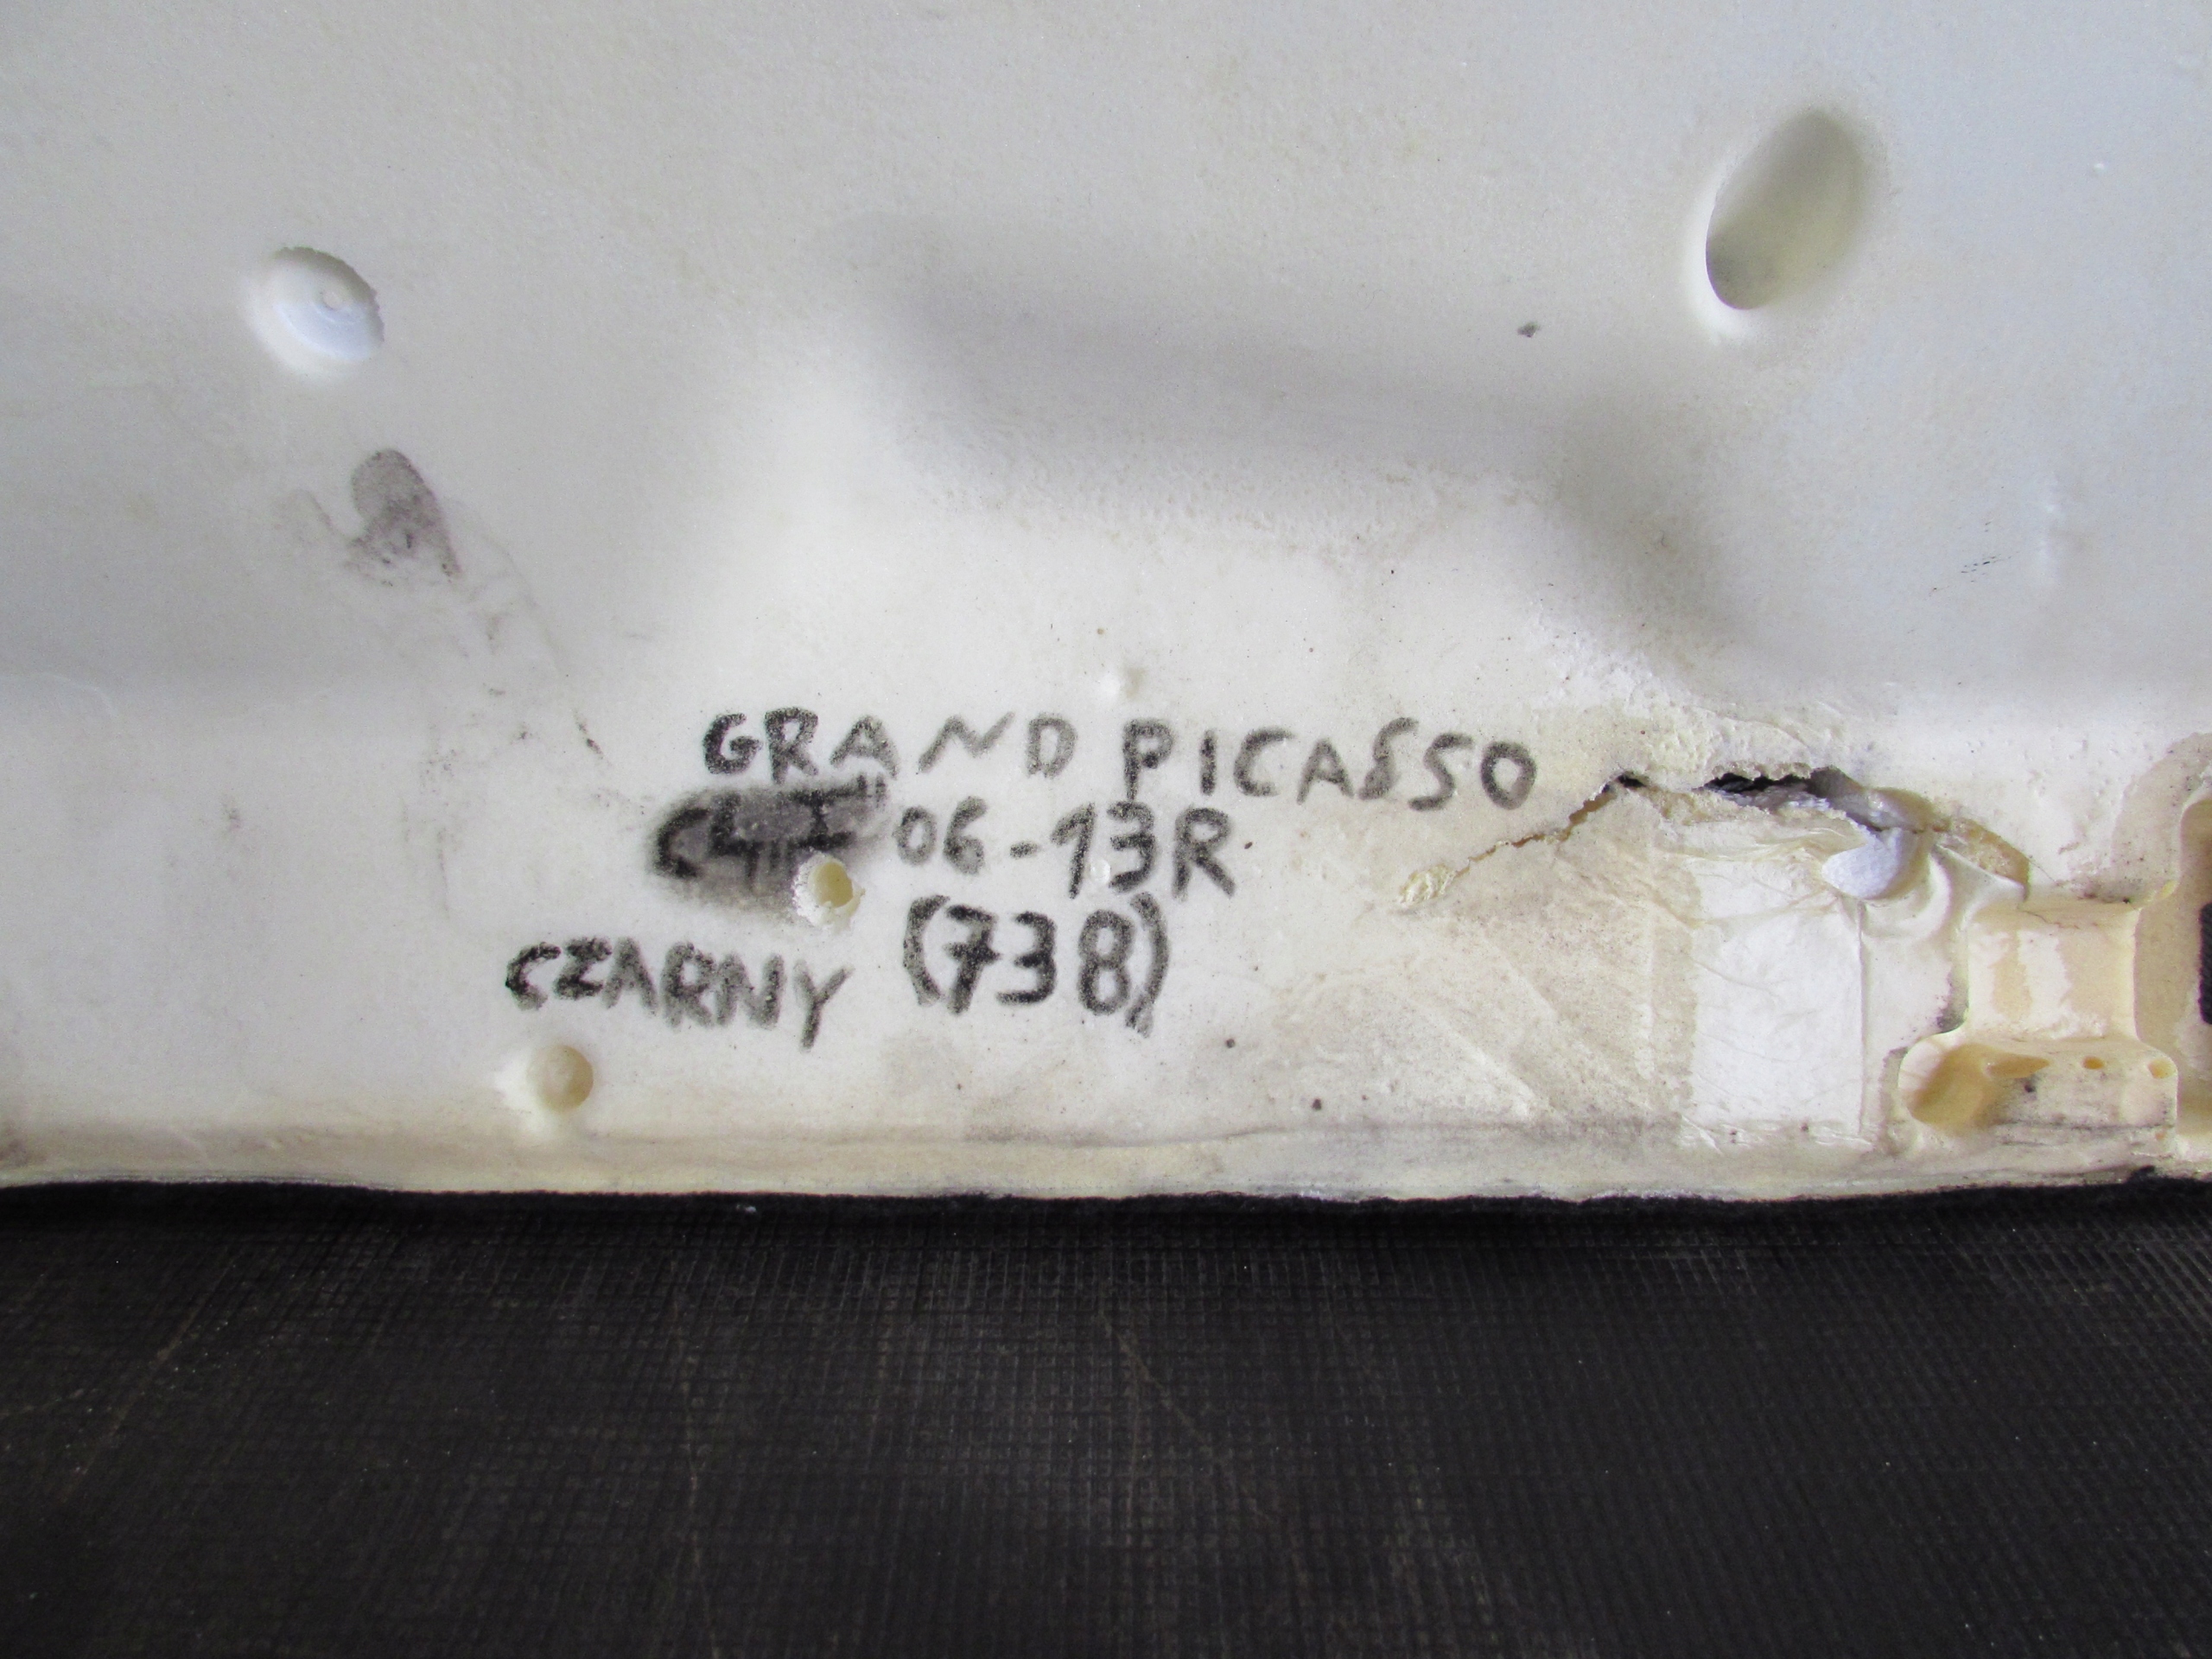 GRAND PICASSO
06-13R
(738)
CZARNY